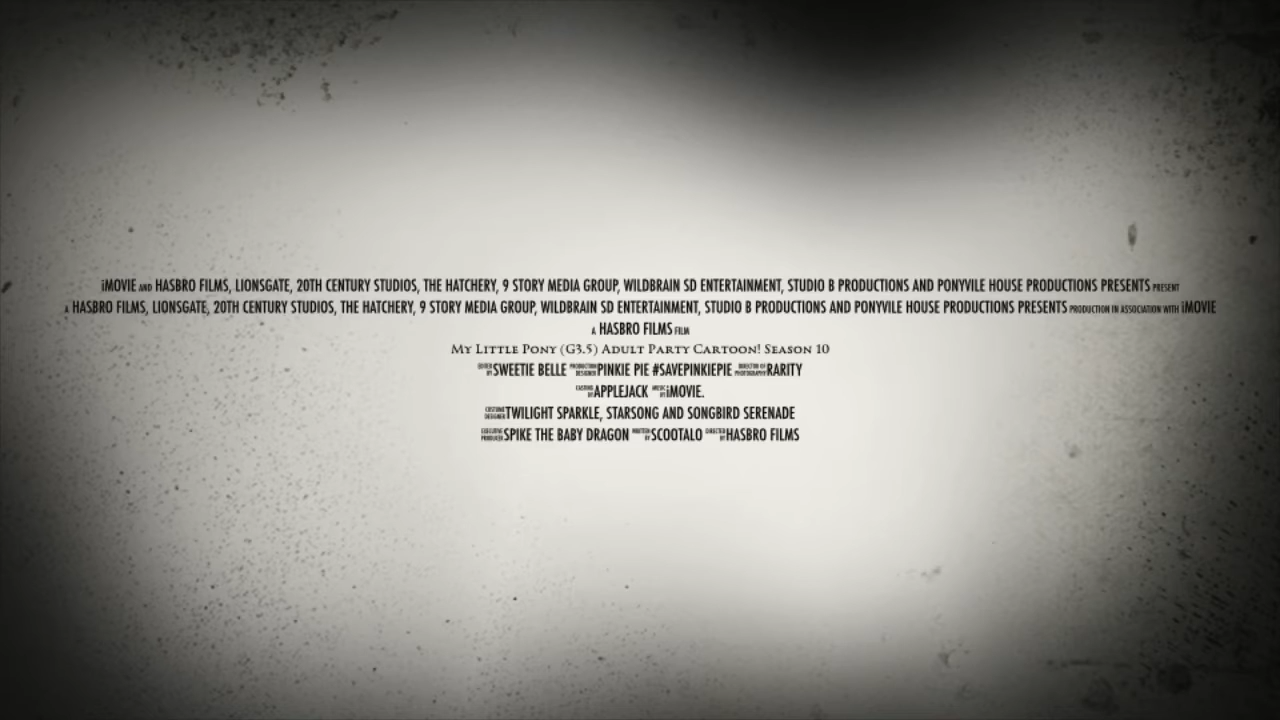 iMOVIE AND HASBRO FILMS, LIONSGATE, 20TH CENTURY STUDIOS, THE HATCHERY, 9 STORY MEDIA GROUP, WILDBRAIN SD ENTERTAINMENT, STUDIO B PRODUCTIONS AND PONYVILE HOUSE PRODUCTIONS PRESENTS PRESENT
A HASBRO FILMS, LIONSGATE, 20TH CENTURY STUDIOS, THE HATCHERY, 9 STORY MEDIA GROUP, WILDBRAIN SD ENTERTAINMENT, STUDIO B PRODUCTIONS AND PONYVILE HOUSE PRODUCTIONS PRESENTS PRODUCTION IN ASSOCIATION WITH iMOVIE
A HASBRO FILMS FILM
My Little Pony (G3.5) Adult Party Cartoon! Season 10
EDITED BY SWEETIE BELLE PRODUCTION DESIGNER PINKIE PIE #SAVEPINKIEPIE DIRECTOR OF PHOTOGRAPHY RARITY
CASTING BY APPLEJACK MUSIC BY iMOVIE.
COSTUME DESIGNER TWILIGHT SPARKLE, STARSONG AND SONGBIRD SERENADE
EXECUTIVE PRODUCER SPIKE THE BABY DRAGON WRITTEN BY SCOOTALO DIRECTED BY HASBRO FILMS